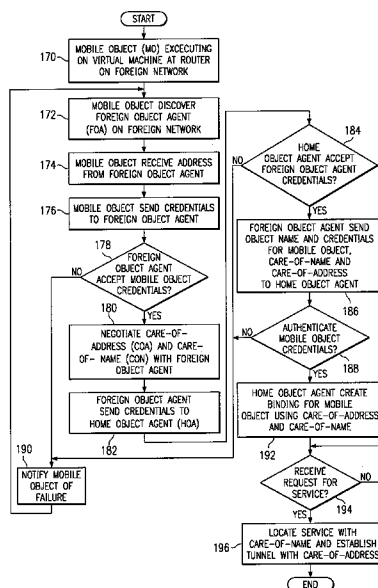 START
170
MOBILE OBJECT (MO) EXCECUTING
ON VIRTUAL MACHINE AT ROUTER
ON FOREIGN NETWORK
172
MOBILE OBJECT DISCOVER
FOREIGN OBJECT AGENT
(FOA) ON FOREIGN NETWORK
174
MOBILE OBJECT RECEIVE ADDRESS
FROM FOREIGN OBJECT AGENT
176
MOBILE OBJECT SEND CREDENTIALS
TO FOREIGN OBJECT AGENT
178
FOREIGN
OBJECT AGENT
ACCEPT MOBILE OBJECT
CREDENTIALS?
NO
YES
180
NEGOTIATE CARE-OF-
ADDRESS (COA) AND CARE-
OF- NAME (CON) WITH FOREIGN
OBJECT AGENT
FOREIGN OBJECT AGENT
SEND CREDENTIALS TO
HOME OBJECT AGENT (HOA)
182
190
NOTIFY MOBILE
OBJECT OF
FAILURE
184
HOME
OBJECT AGENT ACCEPT
FOREIGN OBJECT AGENT
CREDENTIALS?
NO
YES
FOREIGN OBJECT AGENT SEND
OBJECT NAME AND CREDENTIALS
FOR MOBILE OBJECT,
CARE-OF-NAME AND
CARE-OF-ADDRESS
TO HOME OBJECT AGENT
186
AUTHENTICATE
MOBILE OBJECT
CREDENTIALS?
NO
188
YES
HOME OBJECT AGENT CREATE
BINDING FOR MOBILE
OBJECT USING CARE-OF-ADDRESS
AND CARE-OF-NAME
192
RECEIVE
REQUEST FOR
SERVICE?
NO
194
YES
196
LOCATE SERVICE WITH
CARE-OF-NAME AND ESTABLISH
TUNNEL WITH CARE-OF-ADDRESS
END